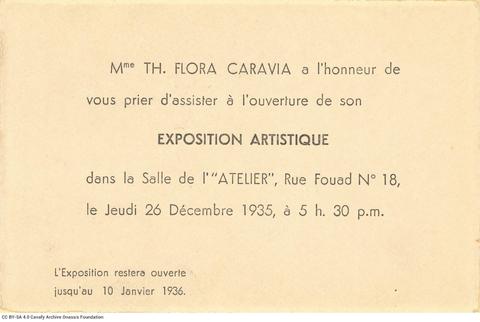 Mme TH. FLORA CARAVIA a l'honneur de
vous prier d'assister à l'ouverture de son
EXPOSITION ARTISTIQUE
dans la Salle de l'"ATELIER", Rue Fouad N° 18,
le Jeudi 26 Décembre 1935, à 5 h. 30 p.m.
L'Exposition restera ouverte
jusqu'au 10 Janvier 1936.
CC BY-SA 4.0 Cavafy Archive Onassis Foundation